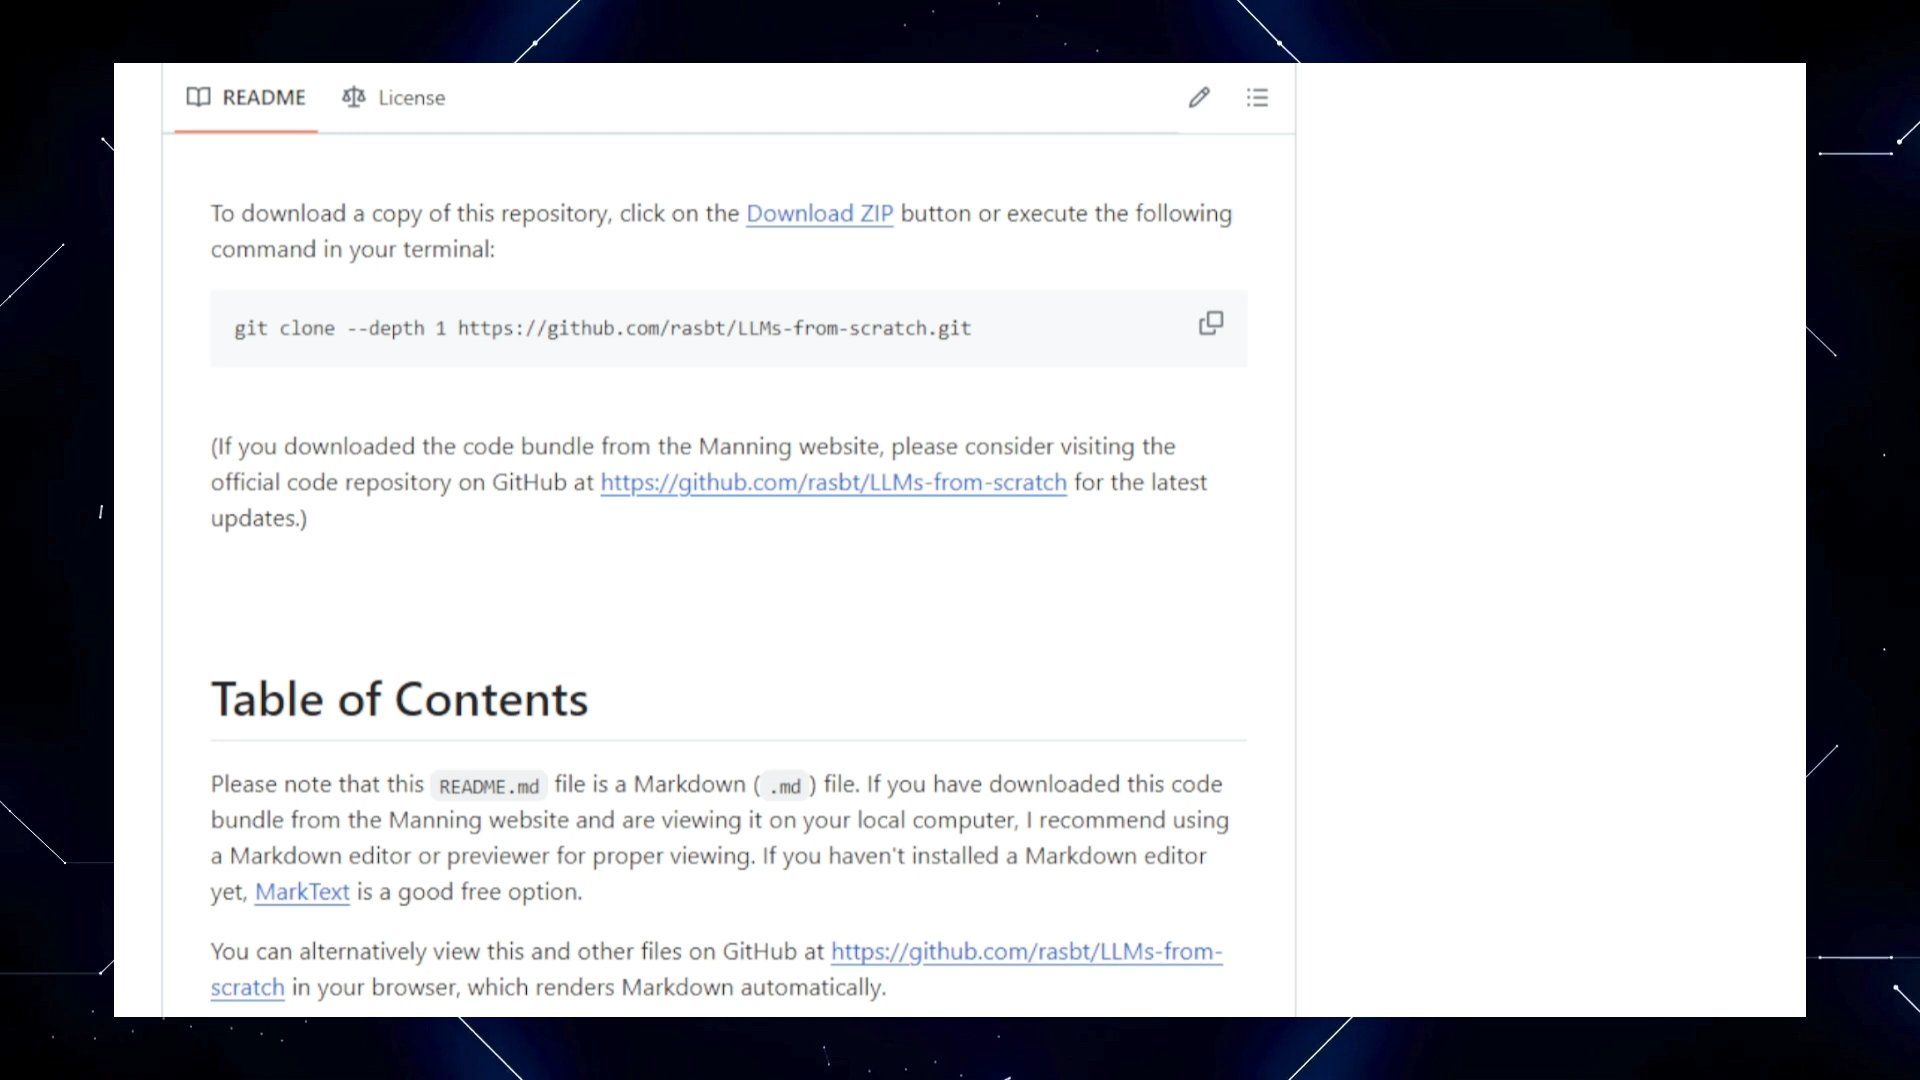 README License
To download a copy of this repository, click on the Download ZIP button or execute the following
command in your terminal:
git clone --depth 1 https://github.com/rasbt/LLMs-from-scratch.git
(If you downloaded the code bundle from the Manning website, please consider visiting the
official code repository on GitHub at https://github.com/rasbt/LLMs-from-scratch for the latest
updates.)
Table of Contents
Please note that this README.md file is a Markdown ( .md ) file. If you have downloaded this code
bundle from the Manning website and are viewing it on your local computer, I recommend using
a Markdown editor or previewer for proper viewing. If you haven't installed a Markdown editor
yet, MarkText is a good free option.
You can alternatively view this and other files on GitHub at https://github.com/rasbt/LLMs-from-
scratch in your browser, which renders Markdown automatically.